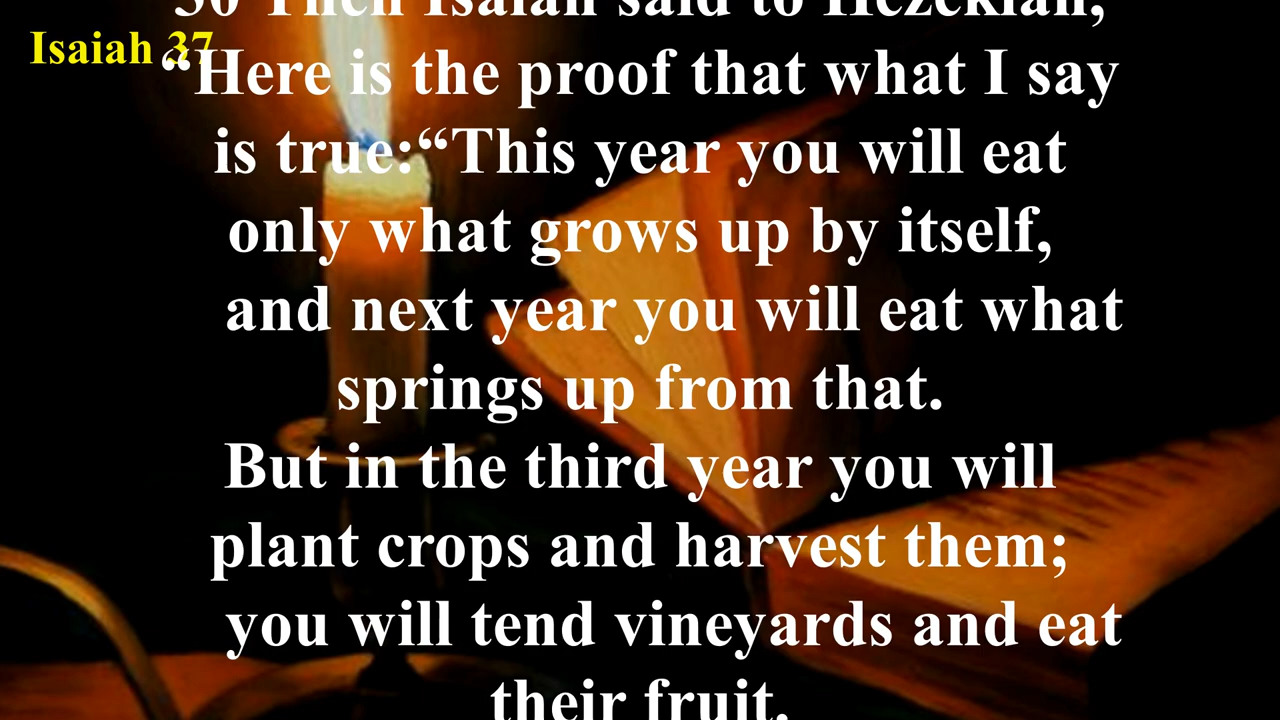 Isaiah 37
30 Then Isaiah said to Hezekiah,
“Here is the proof that what I say
is true:“This year you will eat
only what grows up by itself,
and next year you will eat what
springs up from that.
But in the third year you will
plant crops and harvest them;
you will tend vineyards and eat
their fruit.